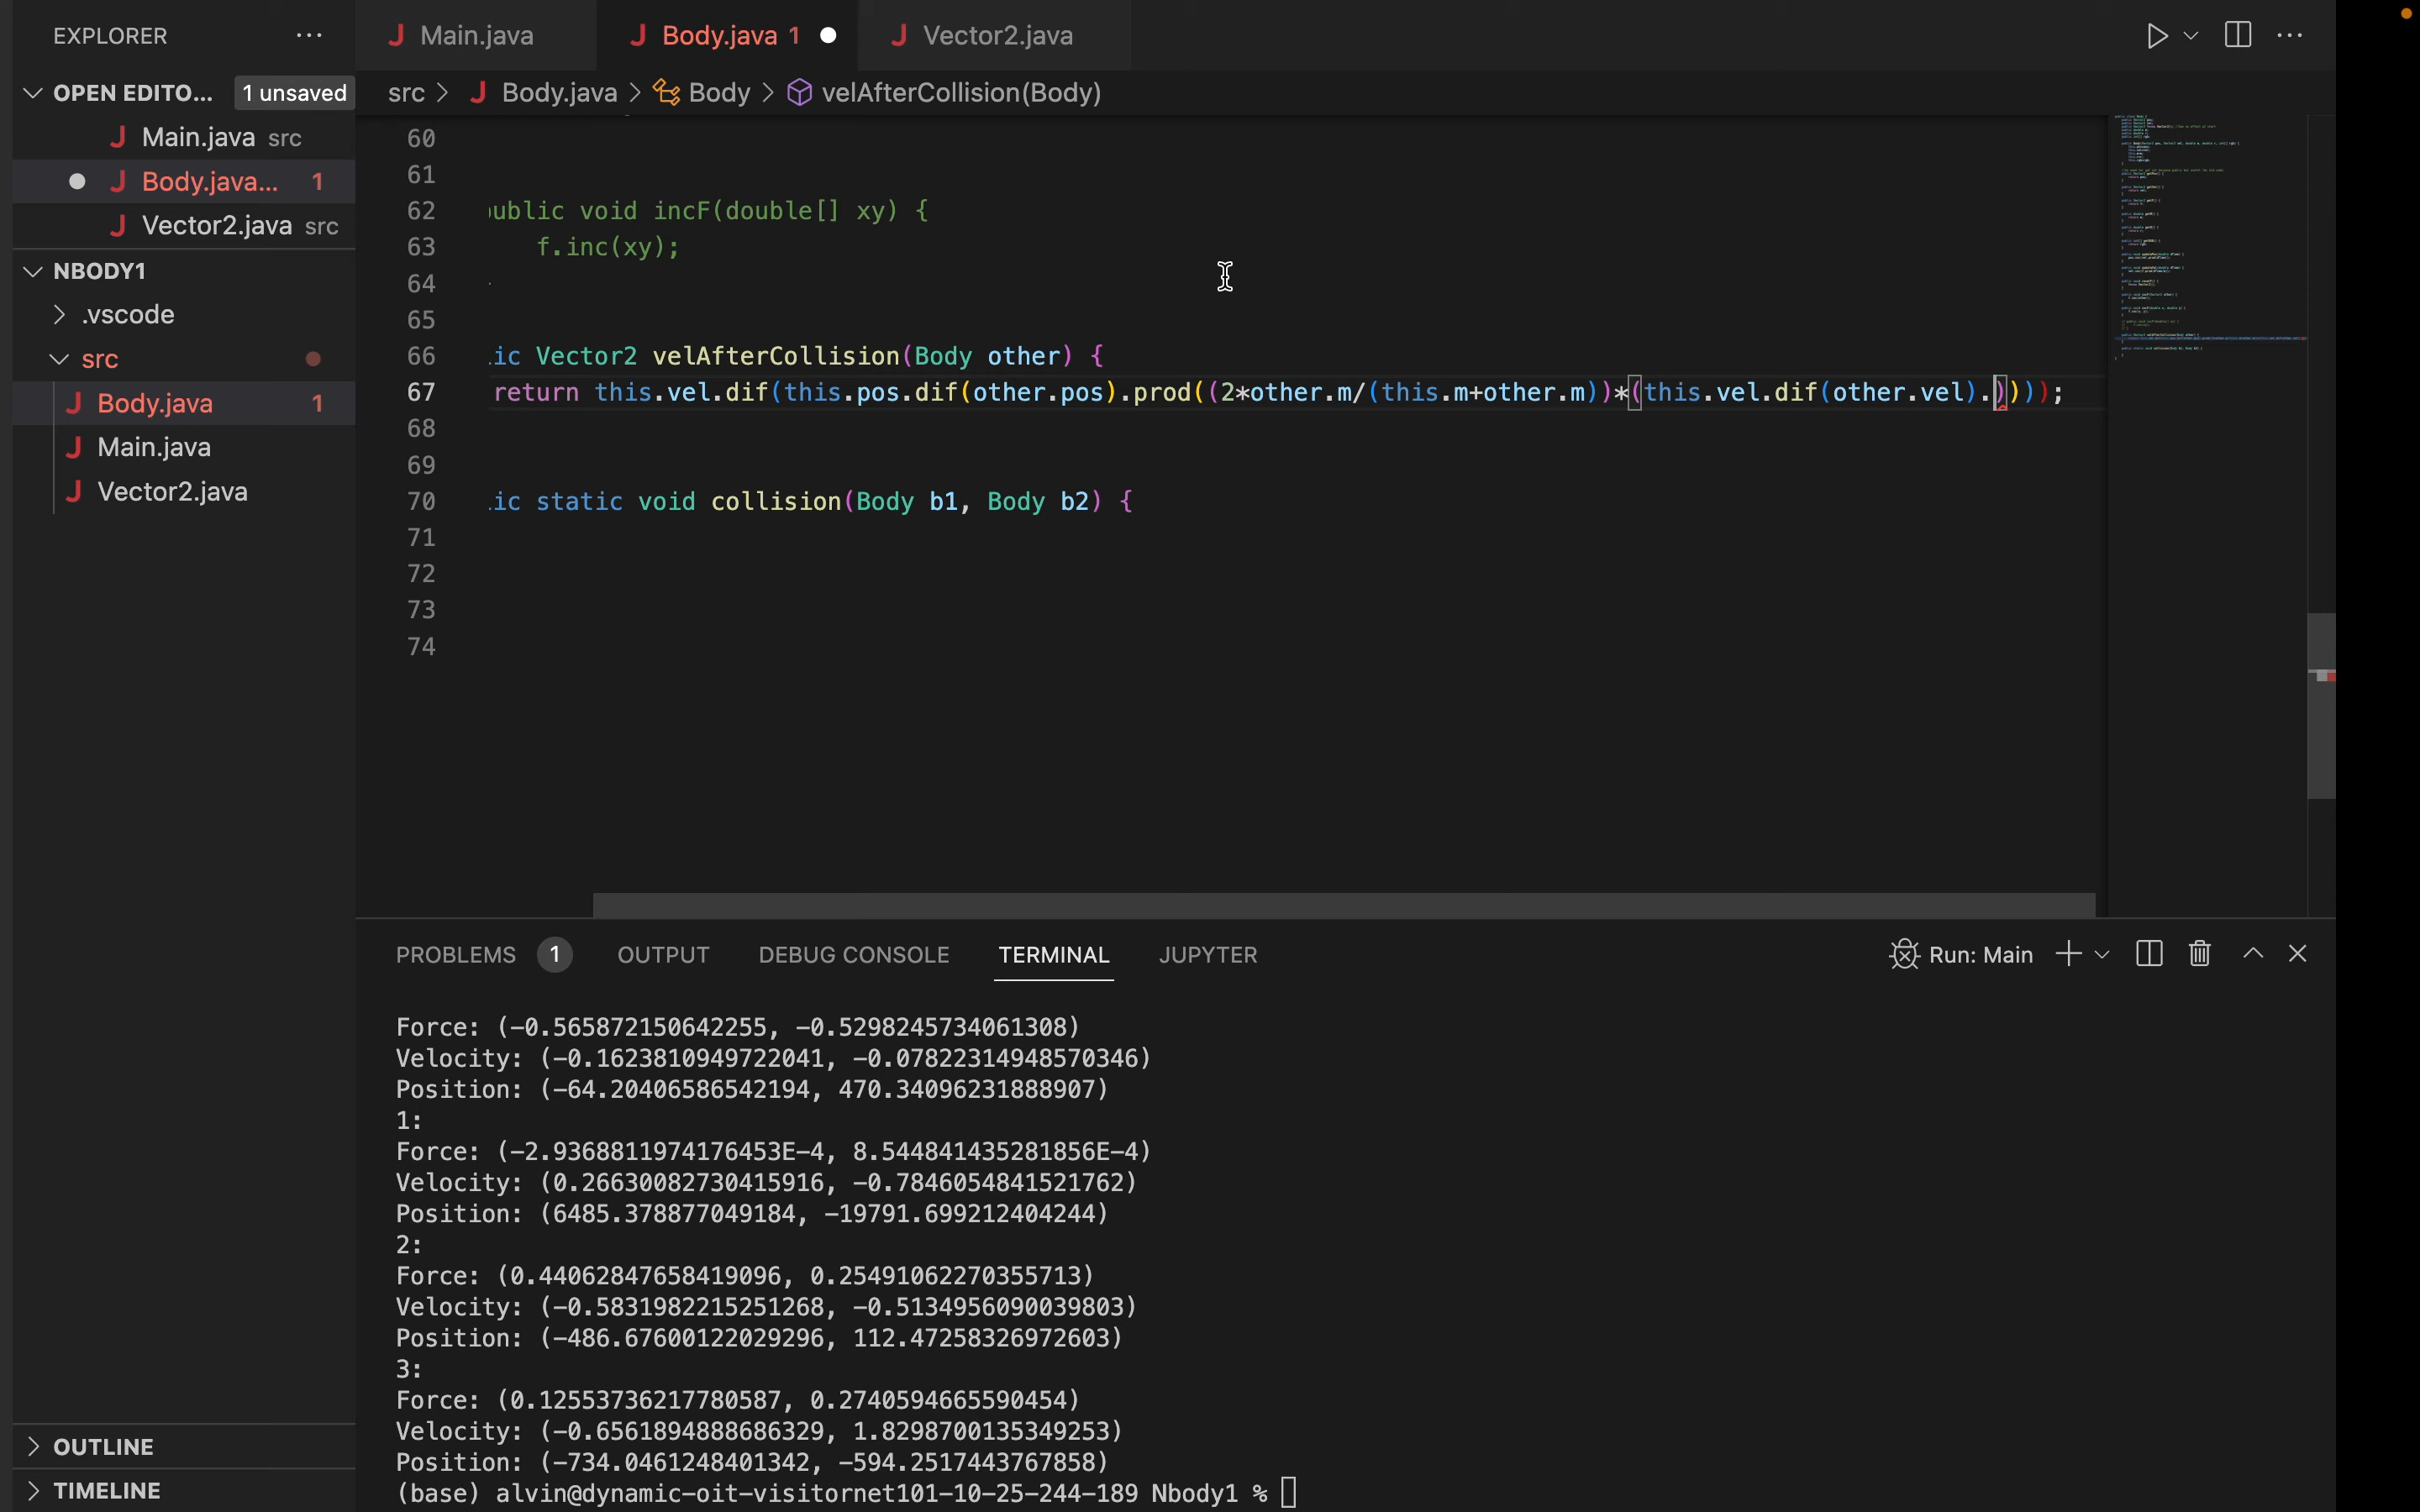 EXPLORER ...
Main.java
Body.java 1
Vector2.java
OPEN EDITO... 1 unsaved
src > Body.java > Body > velAfterCollision(Body)
Main.java src
Body.java... 1
Vector2.java src
NBODY1
.vscode
src
Body.java 1
Main.java
Vector2.java
60
61
62 public void incF(double[] xy) {
63 f.inc(xy);
64
65
66 ic Vector2 velAfterCollision(Body other) {
67 return this.vel.dif(this.pos.dif(other.pos).prod((2*other.m/(this.m+other.m))*(this.vel.dif(other.vel).))));
68
69
70 ic static void collision(Body b1, Body b2) {
71
72
73
74
PROBLEMS 1 OUTPUT DEBUG CONSOLE TERMINAL JUPYTER Run: Main
Force: (-0.565872150642255, -0.5298245734061308)
Velocity: (-0.1623810949722041, -0.07822314948570346)
Position: (-64.20406586542194, 470.34096231888907)
1:
Force: (-2.9368811974176453E-4, 8.544841435281856E-4)
Velocity: (0.26630082730415916, -0.7846054841521762)
Position: (6485.378877049184, -19791.699212404244)
2:
Force: (0.44062847658419096, 0.25491062270355713)
Velocity: (-0.5831982215251268, -0.5134956090039803)
Position: (-486.67600122029296, 112.47258326972603)
3:
Force: (0.12553736217780587, 0.2740594665590454)
Velocity: (-0.6561894888686329, 1.8298700135349253)
Position: (-734.0461248401342, -594.2517443767858)
(base) alvin@dynamic-oit-visitornet101-10-25-244-189 Nbody1 %
OUTLINE
TIMELINE